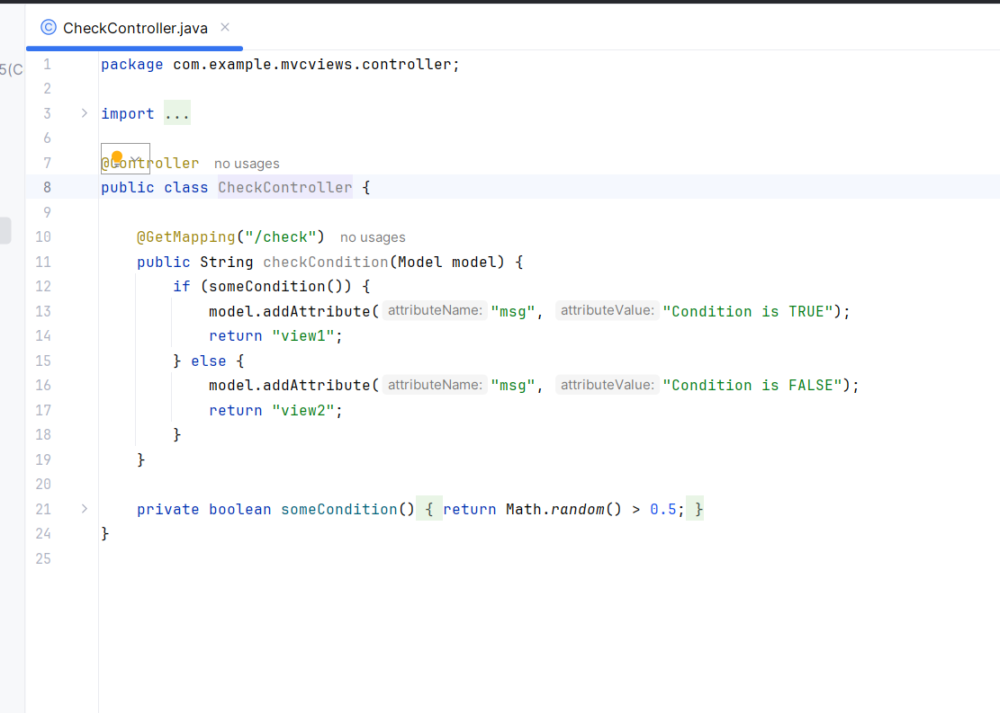 CheckController.java
5(C
1 package com.example.mvcviews.controller;
2
3 import ...
6
7 @Controller no usages
8 public class CheckController {
9
10 @GetMapping("/check") no usages
11 public String checkCondition(Model model) {
12 if (someCondition()) {
13 model.addAttribute( attributeName: "msg", attributeValue: "Condition is TRUE");
14 return "view1";
15 } else {
16 model.addAttribute( attributeName: "msg", attributeValue: "Condition is FALSE");
17 return "view2";
18 }
19 }
20
21 private boolean someCondition() { return Math.random() > 0.5; }
24 }
25